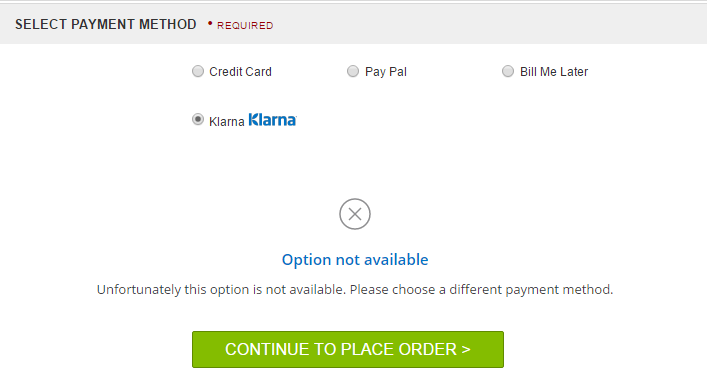 SELECT PAYMENT METHOD • REQUIRED
Credit Card Pay Pal Bill Me Later
Klarna Klarna
Option not available
Unfortunately this option is not available. Please choose a different payment method.
CONTINUE TO PLACE ORDER >